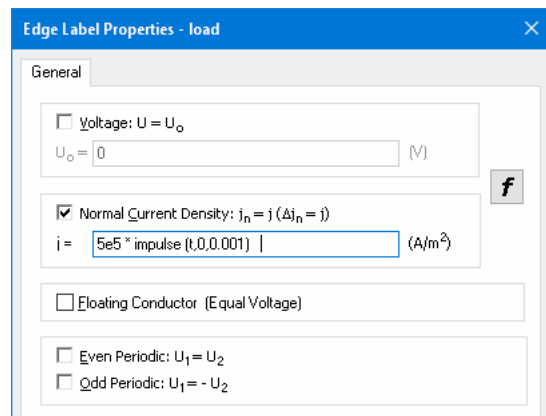 Edge Label Properties - load
General
Voltage: U = Uₒ
Uₒ = 0 (V)
f
Normal Current Density: jₙ = j (Δjₙ = j)
j = 5e5 * impulse (t,0,0.001) (A/m²)
Floating Conductor (Equal Voltage)
Even Periodic: U₁ = U₂
Odd Periodic: U₁ = - U₂